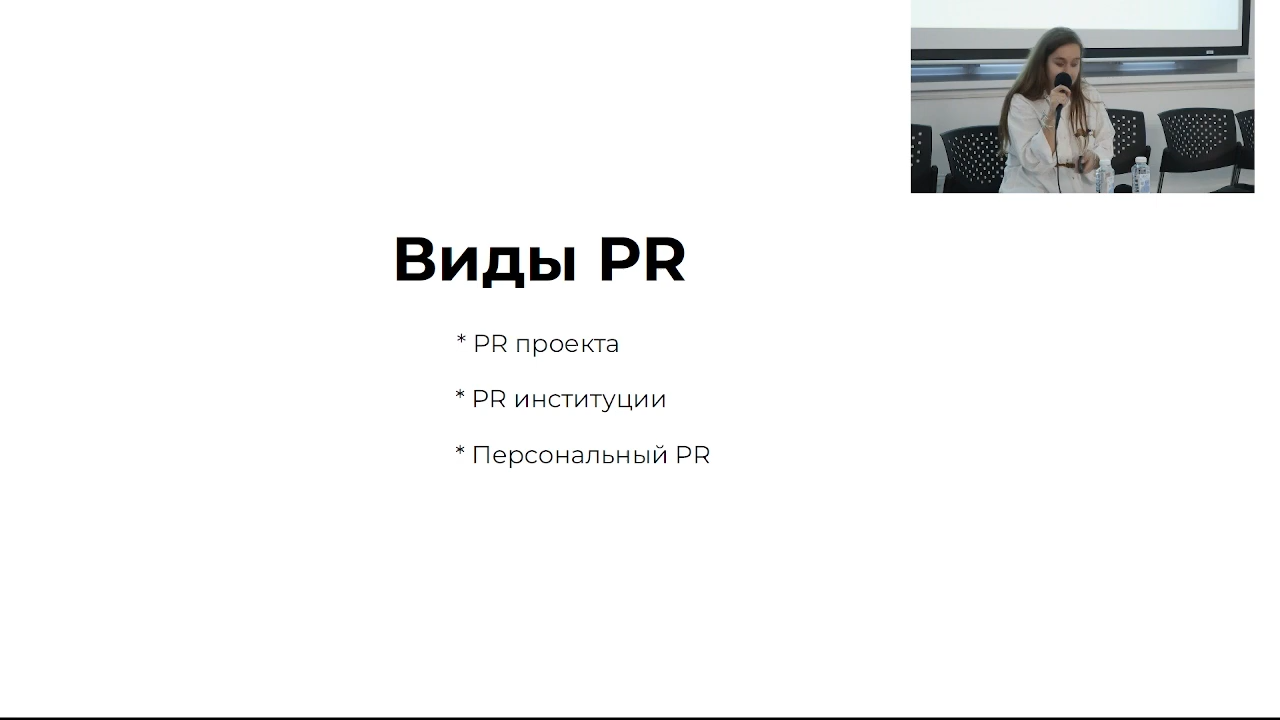 Виды PR
* PR проекта
* PR институции
* Персональный PR